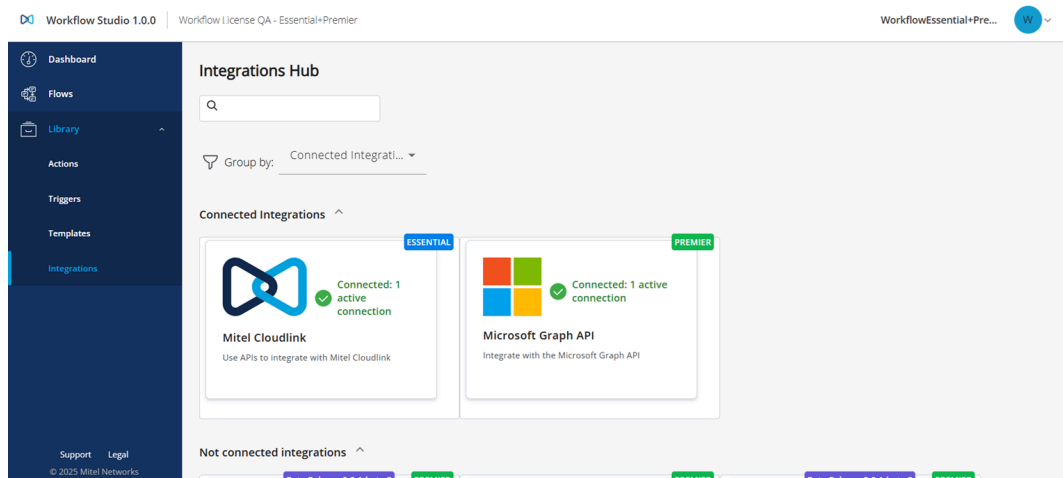 Workflow Studio 1.0.0
Workflow License QA - Essential+Premier
WorkflowEssential+Pre...
W
Dashboard
Flows
Library
Actions
Triggers
Templates
Integrations
Support Legal
© 2025 Mitel Networks
Integrations Hub
Group by: Connected Integrati...
Connected Integrations
ESSENTIAL
Connected: 1
active
connection
Mitel Cloudlink
Use APIs to integrate with Mitel Cloudlink
PREMIER
Connected: 1 active
connection
Microsoft Graph API
Integrate with the Microsoft Graph API
Not connected integrations